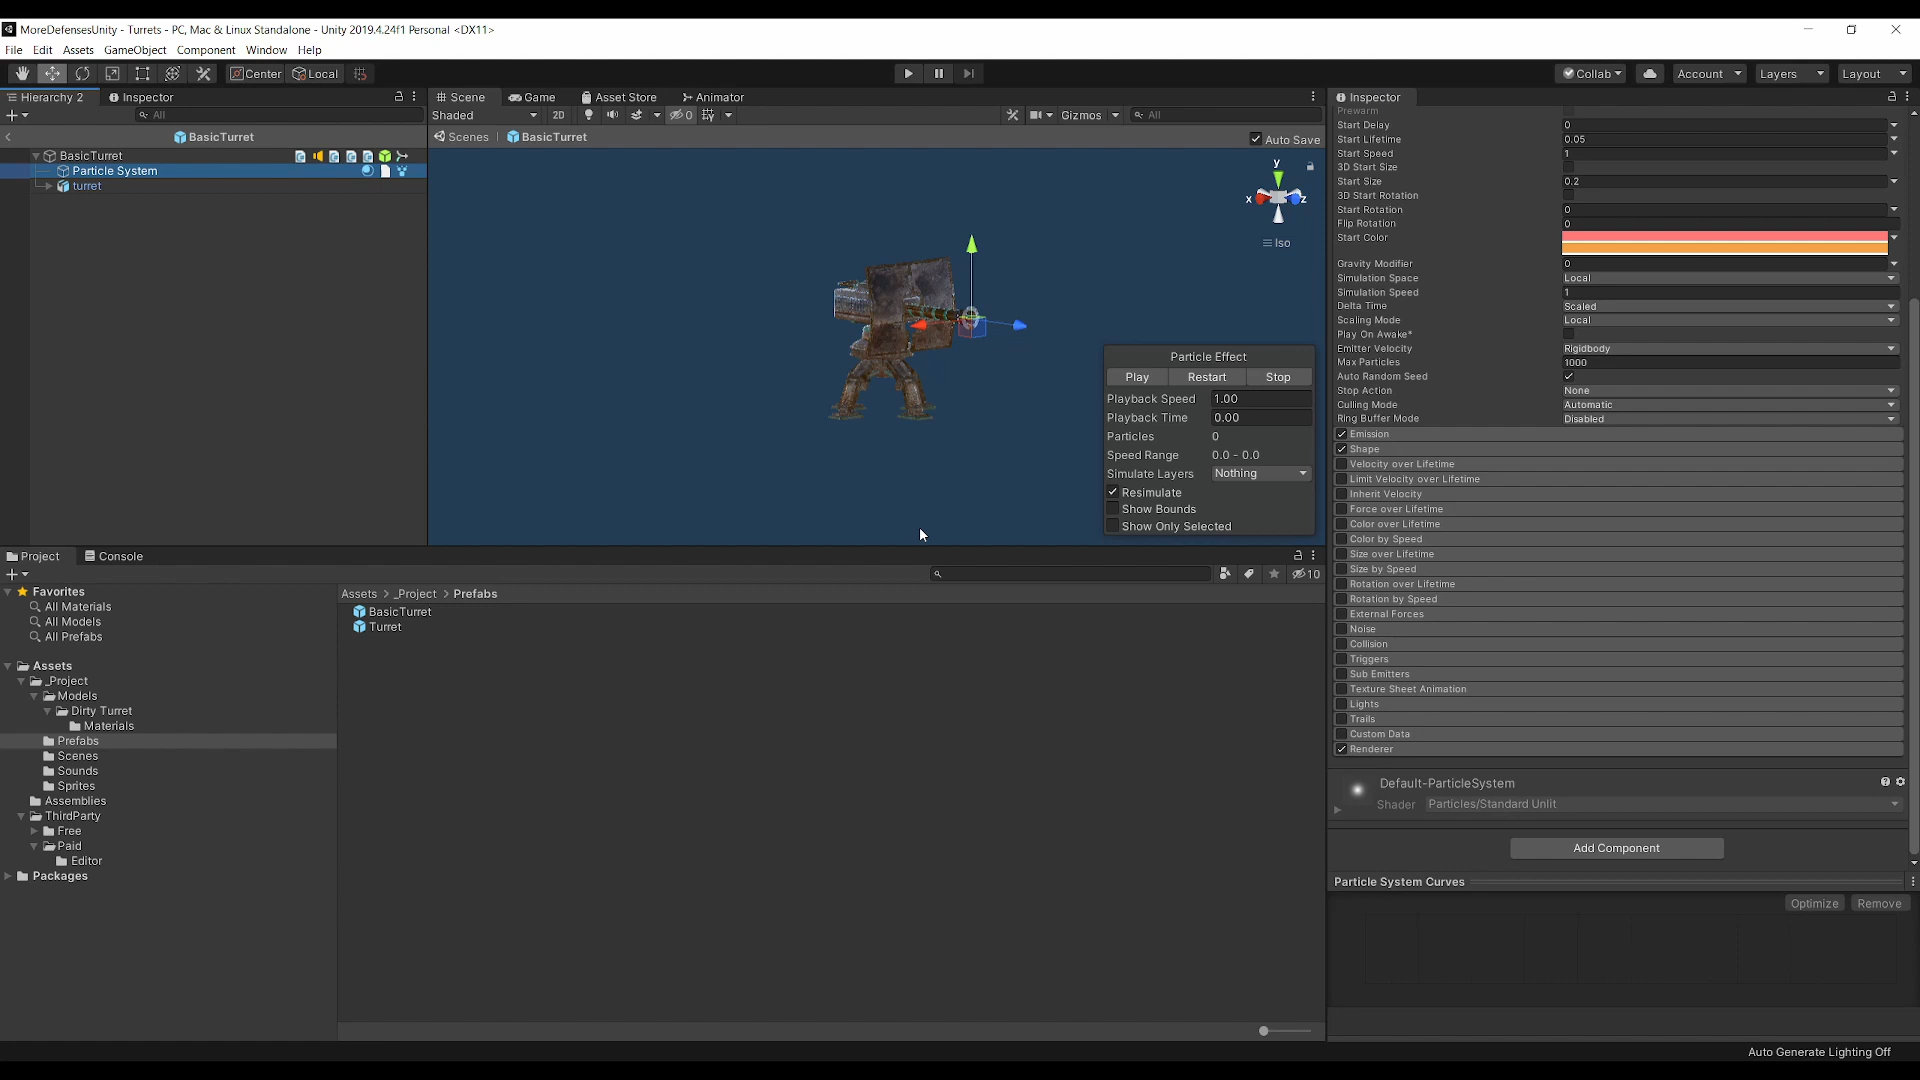 MoreDefensesUnity - Turrets - PC, Mac & Linux Standalone - Unity 2019.4.24f1 Personal <DX11>
File Edit Assets GameObject Component Window Help
Center Local Collab Account Layers Layout
Hierarchy 2 Inspector
All
BasicTurret
BasicTurret
Particle System
turret
Scene Game Asset Store Animator
Shaded 2D 0 Gizmos All
Scenes BasicTurret Auto Save
y
x z
Iso
Particle Effect
Play Restart Stop
Playback Speed 1.00
Playback Time 0.00
Particles 0
Speed Range 0.0 - 0.0
Simulate Layers Nothing
Resimulate
Show Bounds
Show Only Selected
Inspector
Prewarm
Start Delay 0
Start Lifetime 0.05
Start Speed 1
3D Start Size
Start Size 0.2
3D Start Rotation
Start Rotation 0
Flip Rotation 0
Start Color
Gravity Modifier 0
Simulation Space Local
Simulation Speed 1
Delta Time Scaled
Scaling Mode Local
Play On Awake*
Emitter Velocity Rigidbody
Max Particles 1000
Auto Random Seed
Stop Action None
Culling Mode Automatic
Ring Buffer Mode Disabled
Emission
Shape
Velocity over Lifetime
Limit Velocity over Lifetime
Inherit Velocity
Force over Lifetime
Color over Lifetime
Color by Speed
Size over Lifetime
Size by Speed
Rotation over Lifetime
Rotation by Speed
External Forces
Noise
Collision
Triggers
Sub Emitters
Texture Sheet Animation
Lights
Trails
Custom Data
Renderer
Default-ParticleSystem
Shader Particles/Standard Unlit
Add Component
Particle System Curves
Optimize Remove
Project Console
10
Favorites
All Materials
All Models
All Prefabs
Assets
_Project
Models
Dirty Turret
Materials
Prefabs
Scenes
Sounds
Sprites
Assemblies
ThirdParty
Free
Paid
Editor
Packages
Assets > _Project > Prefabs
BasicTurret
Turret
Auto Generate Lighting Off